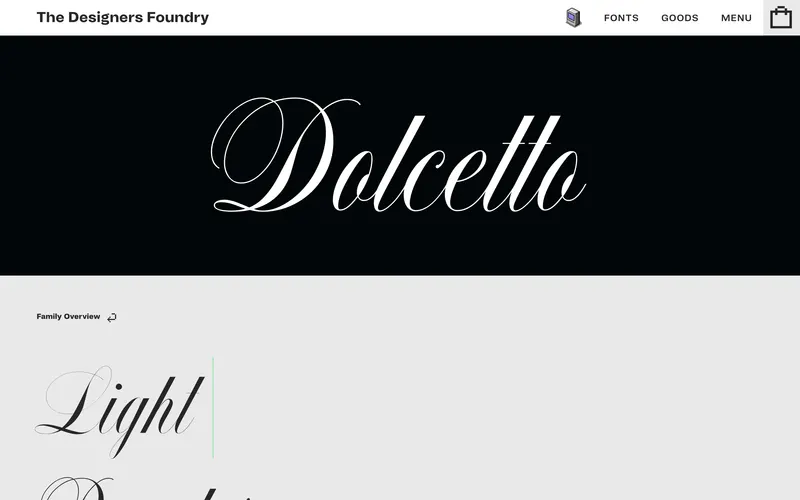 The Designers Foundry
FONTS GOODS MENU
Dolcetto
Family Overview
Light